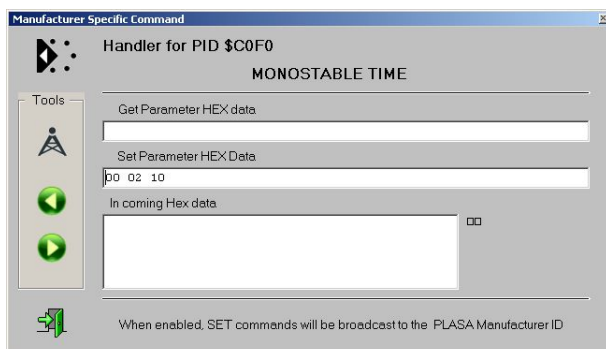 Manufacturer Specific Command
Handler for PID $C0F0
MONOSTABLE TIME
Tools
Get Parameter HEX data
Set Parameter HEX Data
00 02 10
In coming Hex data
When enabled, SET commands will be broadcast to the PLASA Manufacturer ID